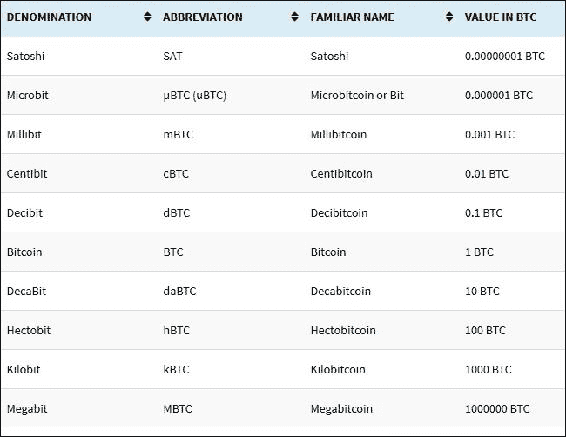 DENOMINATION ABBREVIATION FAMILIAR NAME VALUE IN BTC
Satoshi SAT Satoshi 0.00000001 BTC
Microbit µBTC (uBTC) Microbitcoin or Bit 0.000001 BTC
Millibit mBTC Millibitcoin 0.001 BTC
Centibit cBTC Centibitcoin 0.01 BTC
Decibit dBTC Decibitcoin 0.1 BTC
Bitcoin BTC Bitcoin 1 BTC
DecaBit daBTC Decabitcoin 10 BTC
Hectobit hBTC Hectobitcoin 100 BTC
Kilobit kBTC Kilobitcoin 1000 BTC
Megabit MBTC Megabitcoin 1000000 BTC